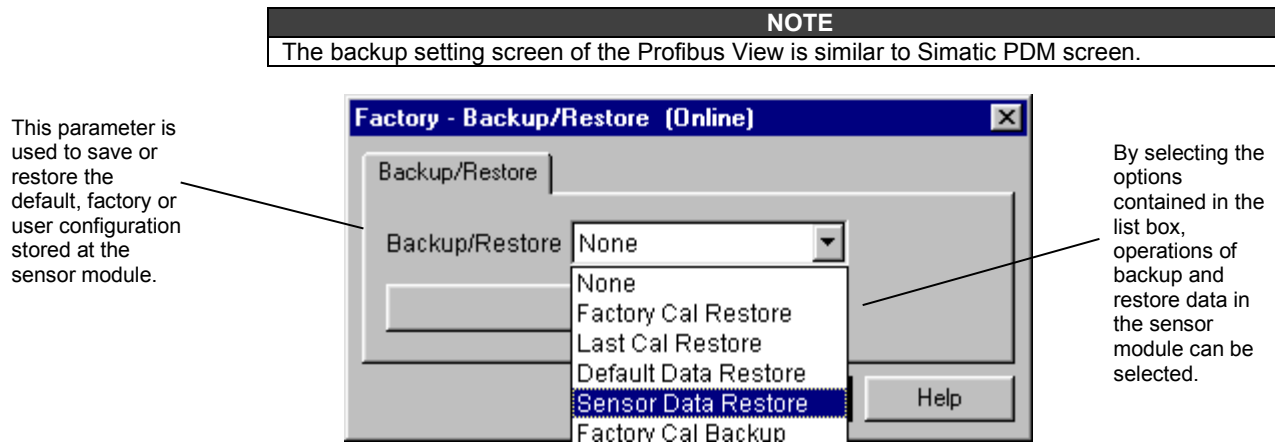 NOTE
The backup setting screen of the Profibus View is similar to Simatic PDM screen.
This parameter is
used to save or
restore the
default, factory or
user configuration
stored at the
sensor module.
Factory - Backup/Restore (Online)
Backup/Restore
Backup/Restore None
None
Factory Cal Restore
Last Cal Restore
Default Data Restore
Sensor Data Restore
Factory Cal Backup
Help
By selecting the
options
contained in the
list box,
operations of
backup and
restore data in
the sensor
module can be
selected.